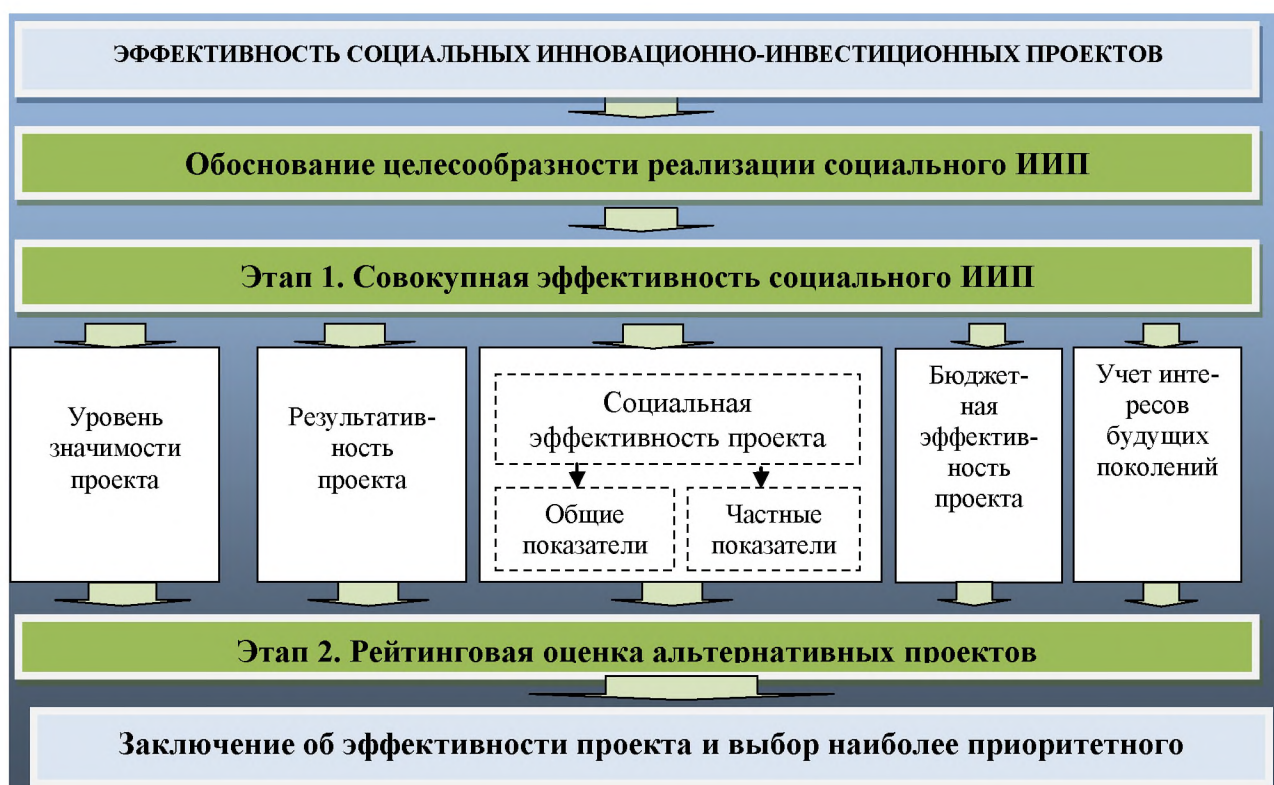 ЭФФЕКТИВНОСТЬ СОЦИАЛЬНЫХ ИННОВАЦИОННО-ИНВЕСТИЦИОННЫХ ПРОЕКТОВ
Обоснование целесообразности реализации социального ИИП
Этап 1. Совокупная эффективность социального ИИП
Уровень
значимости
проекта
Результатив-
ность
проекта
Социальная
эффективность проекта
Общие
показатели
Частные
показатели
Бюджет-
ная
эффектив-
ность
проекта
Учет инте-
ресов
будущих
поколений
Этап 2. Рейтинговая оценка альтернативных проектов
Заключение об эффективности проекта и выбор наиболее приоритетного